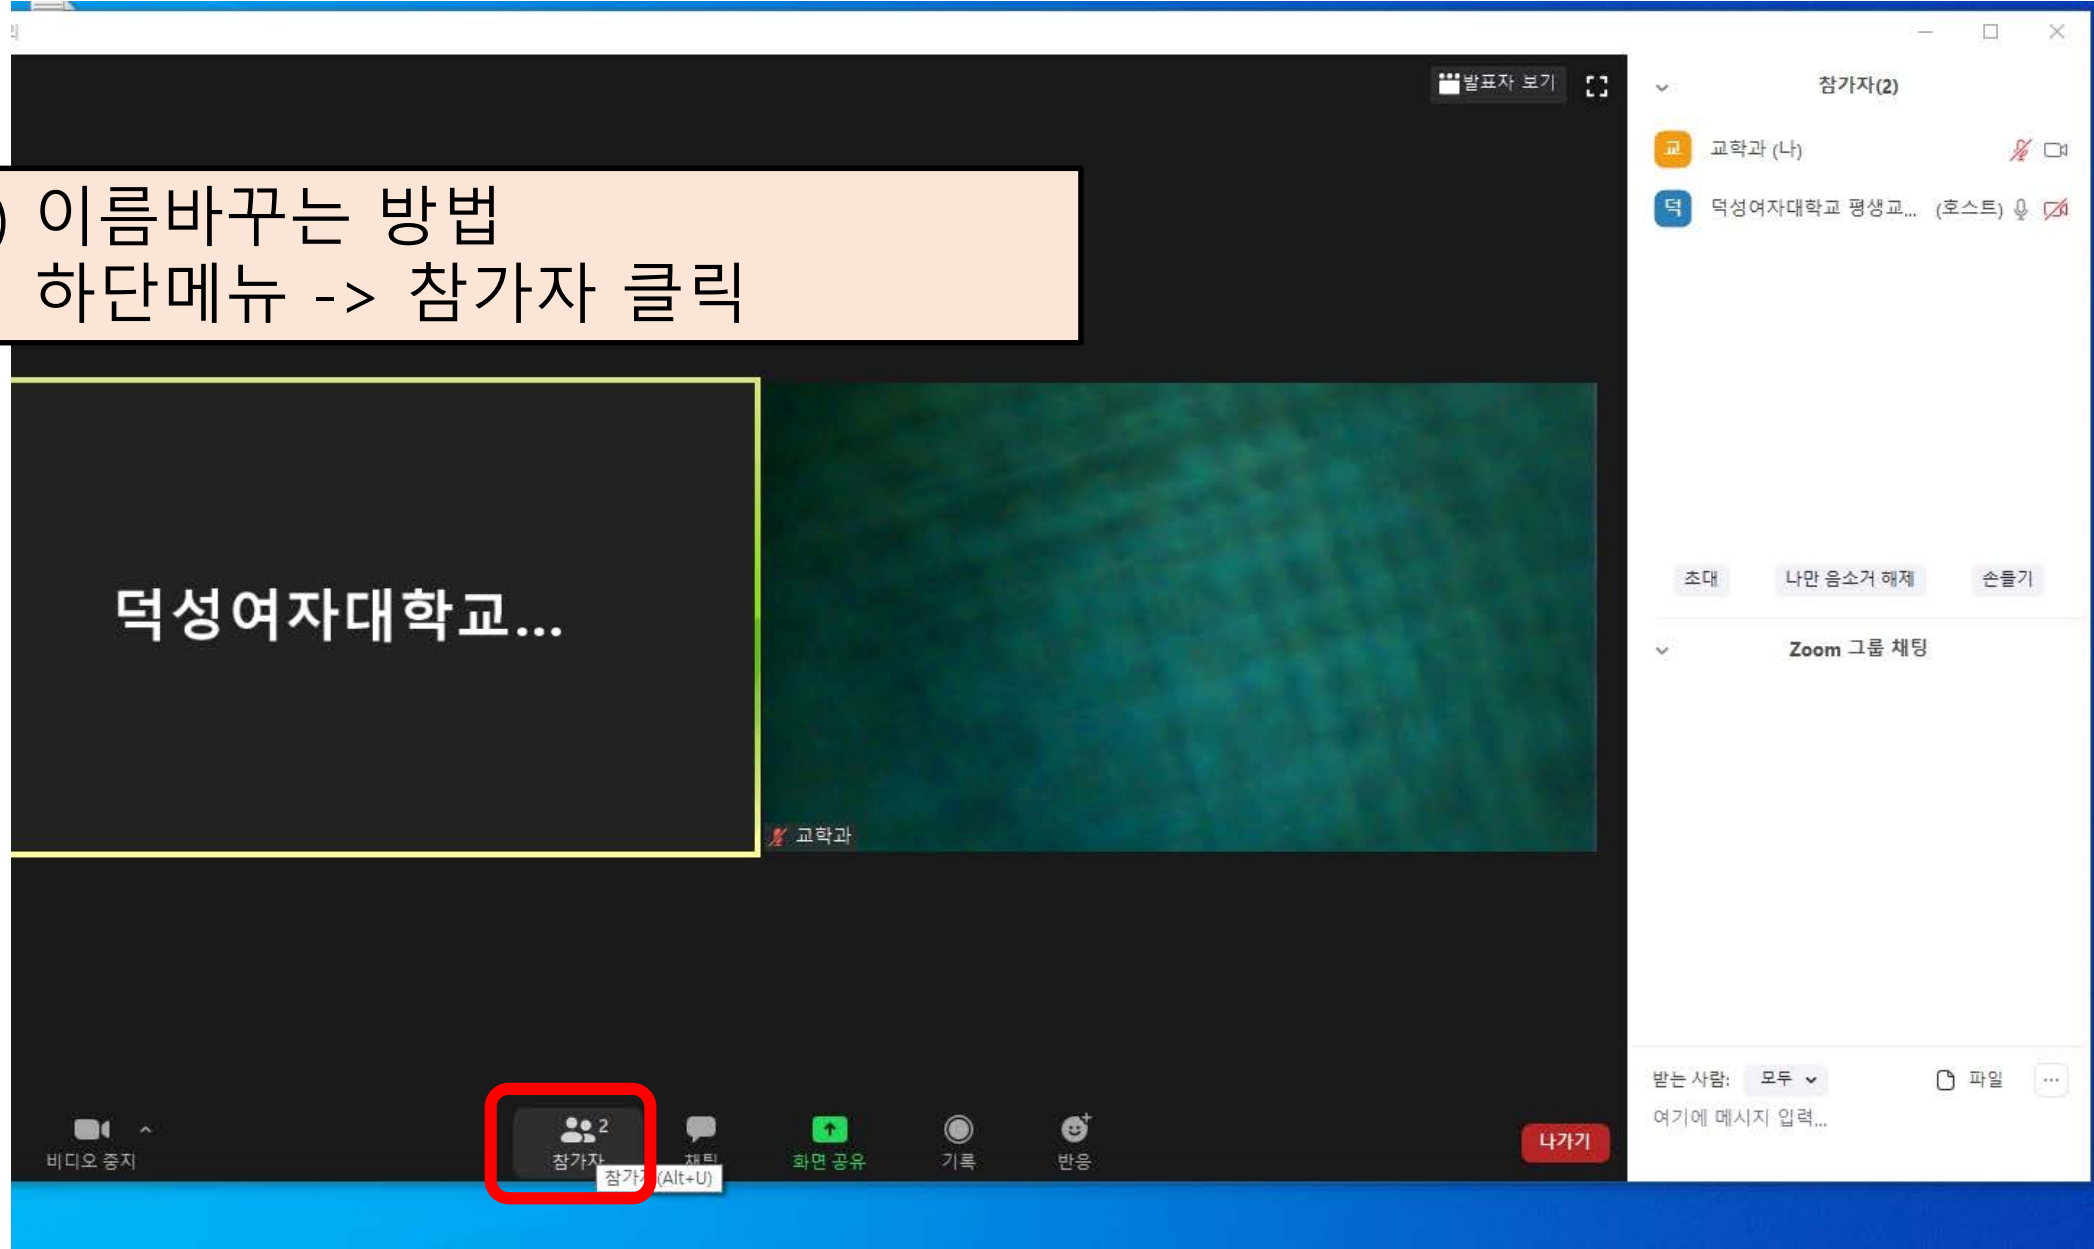 발표자 보기
참가자(2)
교 교학과 (나)
덕 덕성여자대학교 평생교... (호스트)
) 이름바꾸는 방법
하단메뉴 -> 참가자 클릭
초대 나만 음소거 해제 손들기
덕성여자대학교...
Zoom 그룹 채팅
교학과
받는 사람: 모두 파일 ...
여기에 메시지 입력...
2
비디오 중지 참가자 채팅 화면 공유 기록 반응 나가기
(Alt+U)